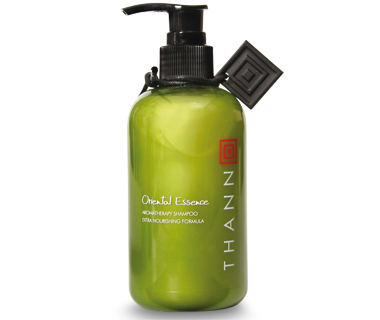 THANN
Oriental Essence
AROMATHERAPY SHAMPOO
EXTRA NOURISHING FORMULA